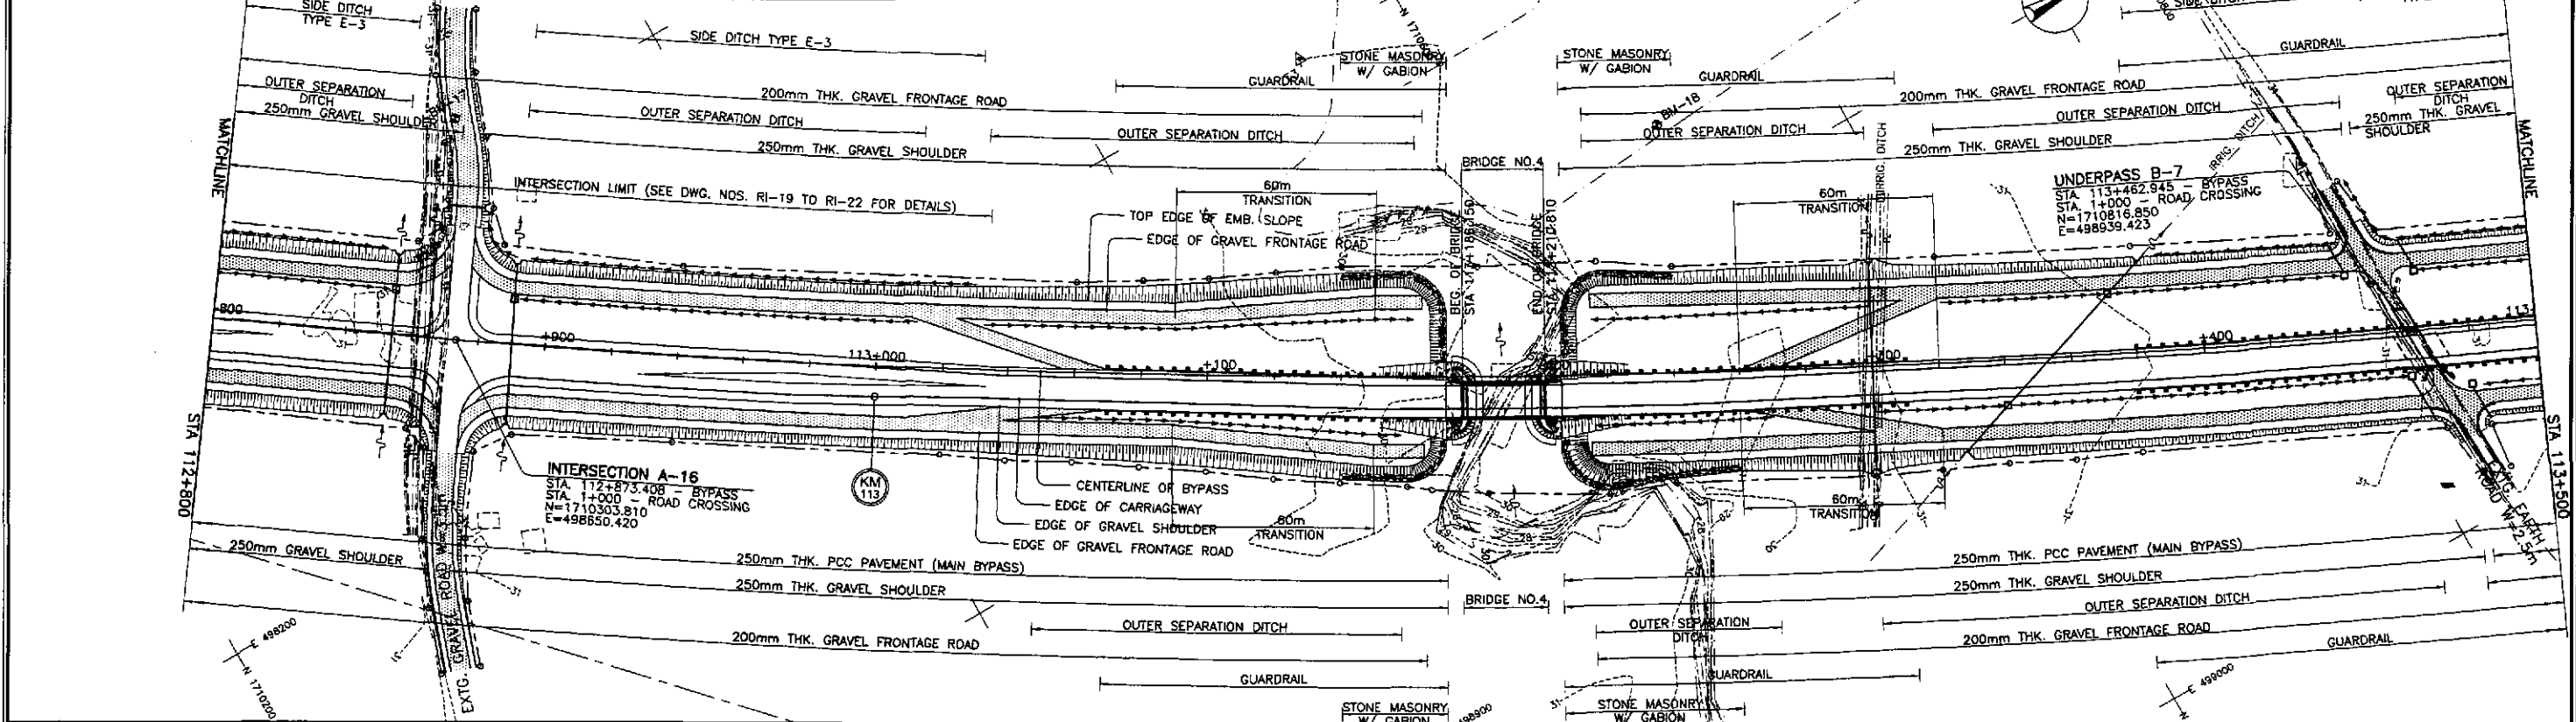 SIDE DITCH
TYPE E-3
SIDE DITCH TYPE E-3
STONE MASONRY
W/ GABION
STONE MASONRY
W/ GABION
GUARDRAIL
GUARDRAIL
GUARDRAIL
OUTER SEPARATION
DITCH
250mm GRAVEL SHOULDER
200mm THK. GRAVEL FRONTAGE ROAD
OUTER SEPARATION DITCH
OUTER SEPARATION DITCH
250mm THK. GRAVEL SHOULDER
BM-18
200mm THK. GRAVEL FRONTAGE ROAD
OUTER SEPARATION DITCH
OUTER SEPARATION DITCH
250mm THK. GRAVEL SHOULDER
OUTER SEPARATION
DITCH
250mm THK. GRAVEL
SHOULDER
IRRIG. DITCH
IRRIG. DITCH
MATCHLINE
MATCHLINE
BRIDGE NO.4
INTERSECTION LIMIT (SEE DWG. NOS. RI-19 TO RI-22 FOR DETAILS)
60m
TRANSITION
TOP EDGE OF EMB. SLOPE
EDGE OF GRAVEL FRONTAGE ROAD
BEG. OF BRIDGE
END OF BRIDGE
60m
TRANSITION
UNDERPASS B-7
STA. 113+462.945 - BYPASS
STA. 1+000 - ROAD CROSSING
N=1710816.850
E=498939.423
+900
113+000
+100
+400
STA 112+800
STA 113+500
INTERSECTION A-16
STA. 112+873.408 - BYPASS
STA. 1+000 - ROAD CROSSING
N=1710303.810
E=498650.420
KM
113
CENTERLINE OF BYPASS
EDGE OF CARRIAGEWAY
EDGE OF GRAVEL SHOULDER
EDGE OF GRAVEL FRONTAGE ROAD
60m
TRANSITION
60m
TRANSITION
EXTG. EARTH
ROAD W=2.5m
250mm GRAVEL SHOULDER
250mm THK. PCC PAVEMENT (MAIN BYPASS)
250mm THK. GRAVEL SHOULDER
250mm THK. PCC PAVEMENT (MAIN BYPASS)
250mm THK. GRAVEL SHOULDER
BRIDGE NO.4
OUTER SEPARATION DITCH
OUTER SEPARATION DITCH
200mm THK. GRAVEL FRONTAGE ROAD
OUTER SEPARATION
DITCH
200mm THK. GRAVEL FRONTAGE ROAD
GUARDRAIL
GUARDRAIL
GUARDRAIL
EXTG. GRAVEL ROAD
E 498200
N 1710200
E 499000
STONE MASONRY
W/ GABION
STONE MASONRY
W/ GABION